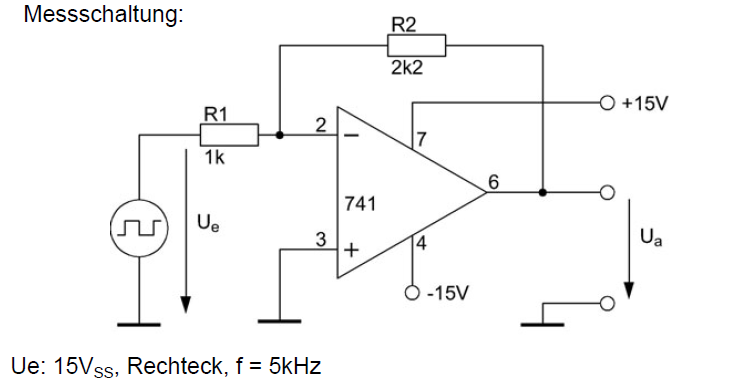 Messschaltung:
R2
2k2
+15V
R1
1k
2
−
7
6
741
Ue
3
+
4
Ua
-15V
Ue: 15VSS, Rechteck, f = 5kHz